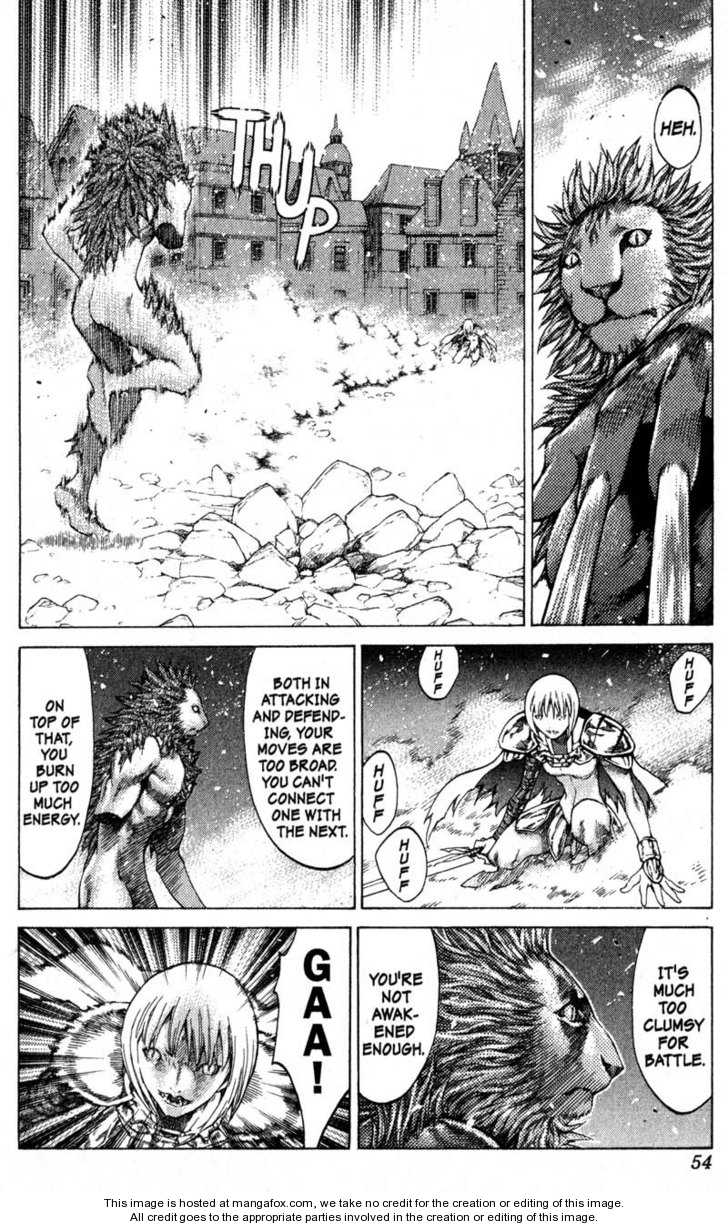 HEH.
THUP
HUFF
HUFF
HUFF
HUFF
BOTH IN
ATTACKING
AND DEFEND-
ING, YOUR
MOVES ARE
TOO BROAD.
YOU CAN'T
CONNECT
ONE WITH
THE NEXT.
ON
TOP OF
THAT,
YOU
BURN
UP TOO
MUCH
ENERGY.
IT'S
MUCH
TOO
CLUMSY
FOR
BATTLE.
YOU'RE
NOT
AWAK-
ENED
ENOUGH.
GAA!
54
This image is hosted at mangafox.com, we take no credit for the creation or editing of this image.
All credit goes to the appropriate parties involved in the creation or editing of this image.